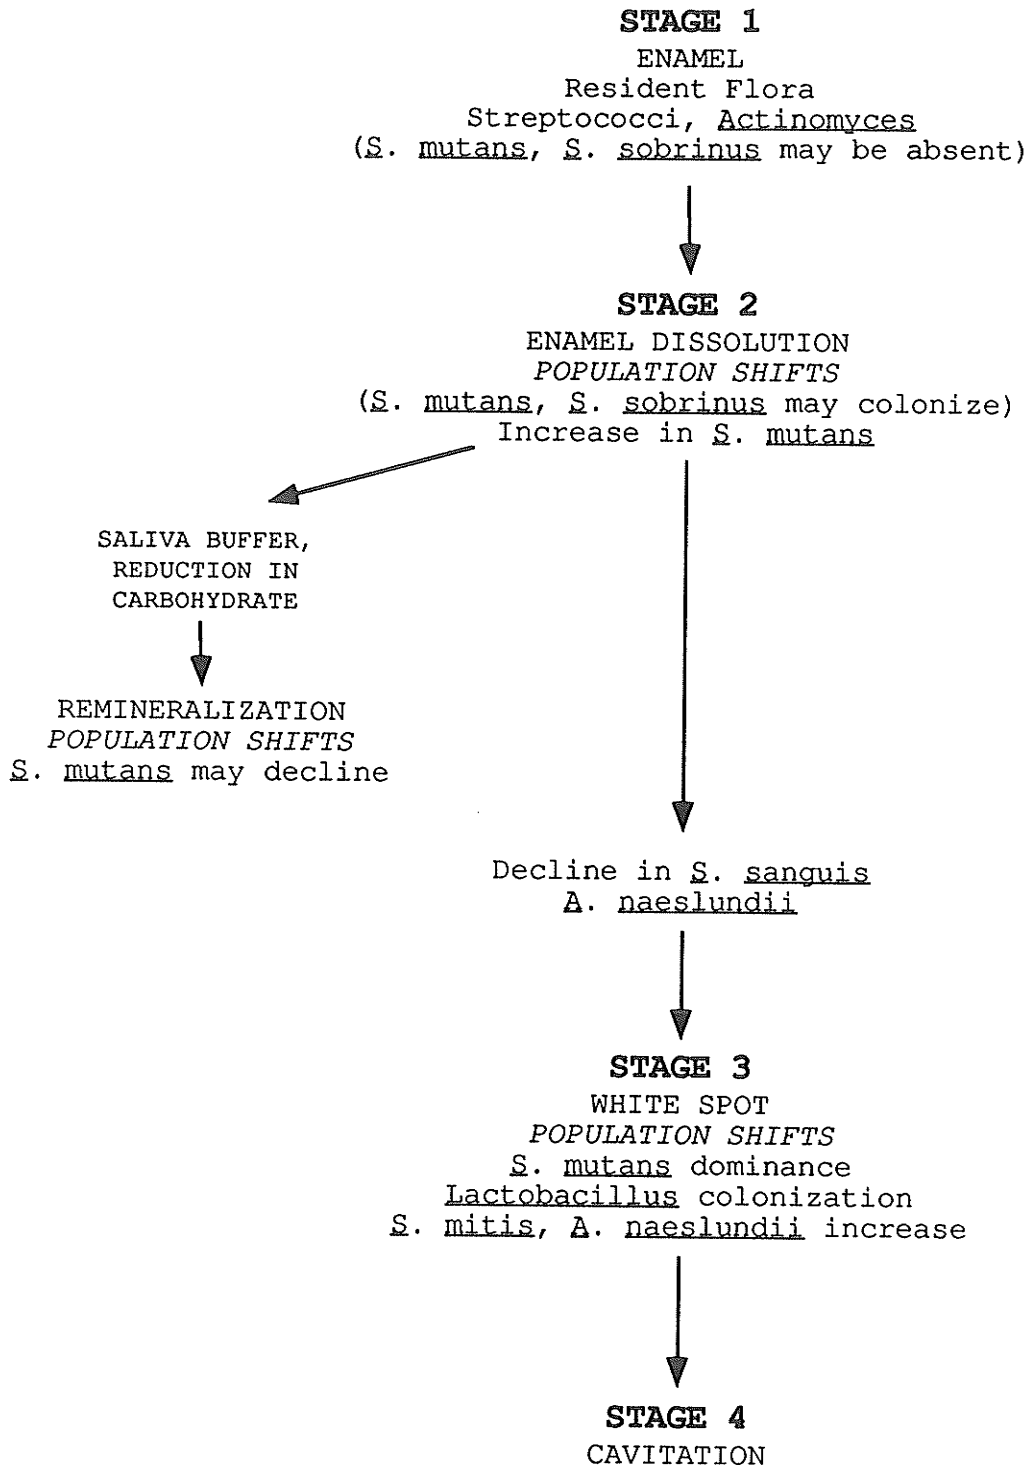 STAGE 1
ENAMEL
Resident Flora
Streptococci, Actinomyces
(S. mutans, S. sobrinus may be absent)
STAGE 2
ENAMEL DISSOLUTION
POPULATION SHIFTS
(S. mutans, S. sobrinus may colonize)
Increase in S. mutans
SALIVA BUFFER,
REDUCTION IN
CARBOHYDRATE
REMINERALIZATION
POPULATION SHIFTS
S. mutans may decline
Decline in S. sanguis
A. naeslundii
STAGE 3
WHITE SPOT
POPULATION SHIFTS
S. mutans dominance
Lactobacillus colonization
S. mitis, A. naeslundii increase
STAGE 4
CAVITATION